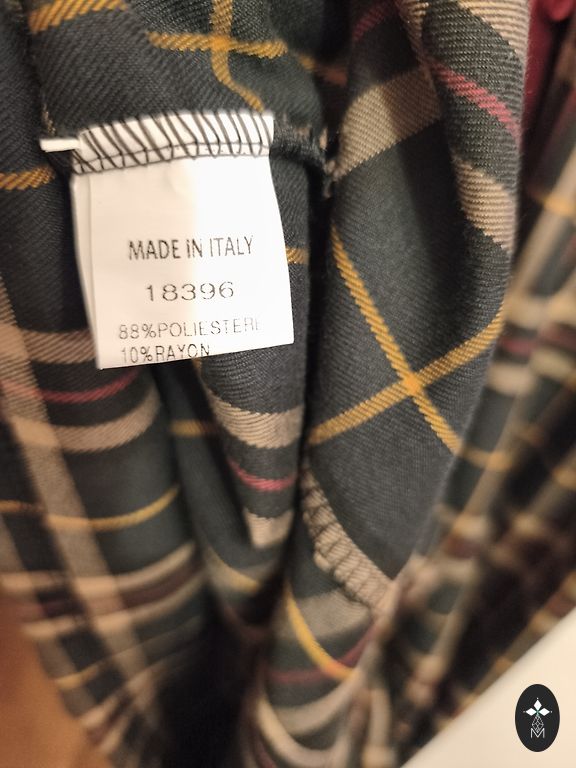 MADE IN ITALY
18396
88%POLIESTERE
10%RAYON